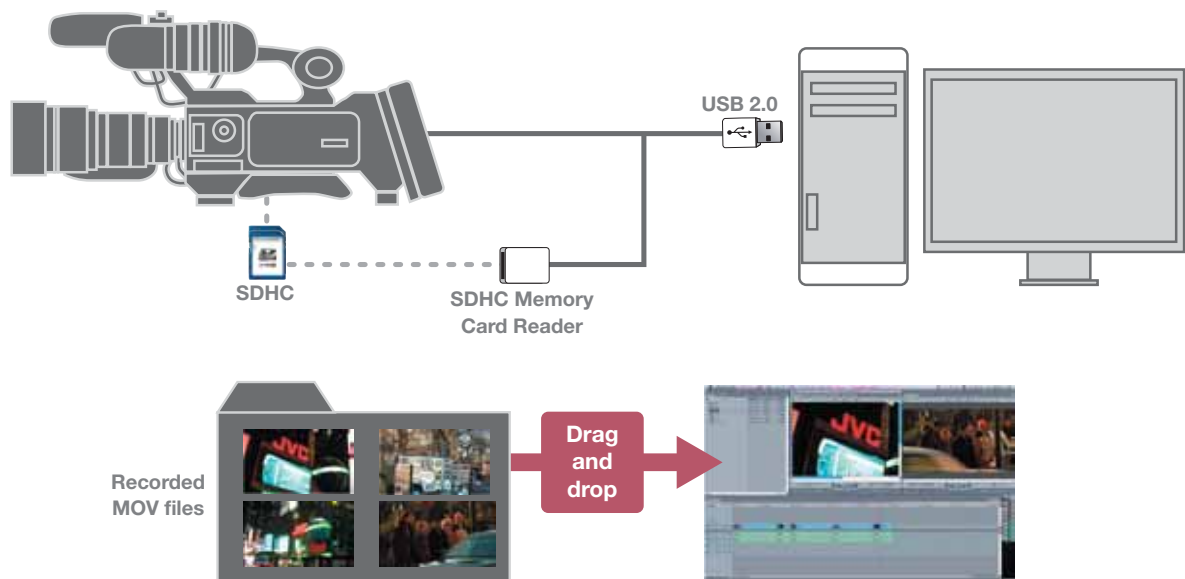 USB 2.0
SDHC
SDHC Memory
Card Reader
Recorded
MOV files
JVC
Drag
and
drop
JVC